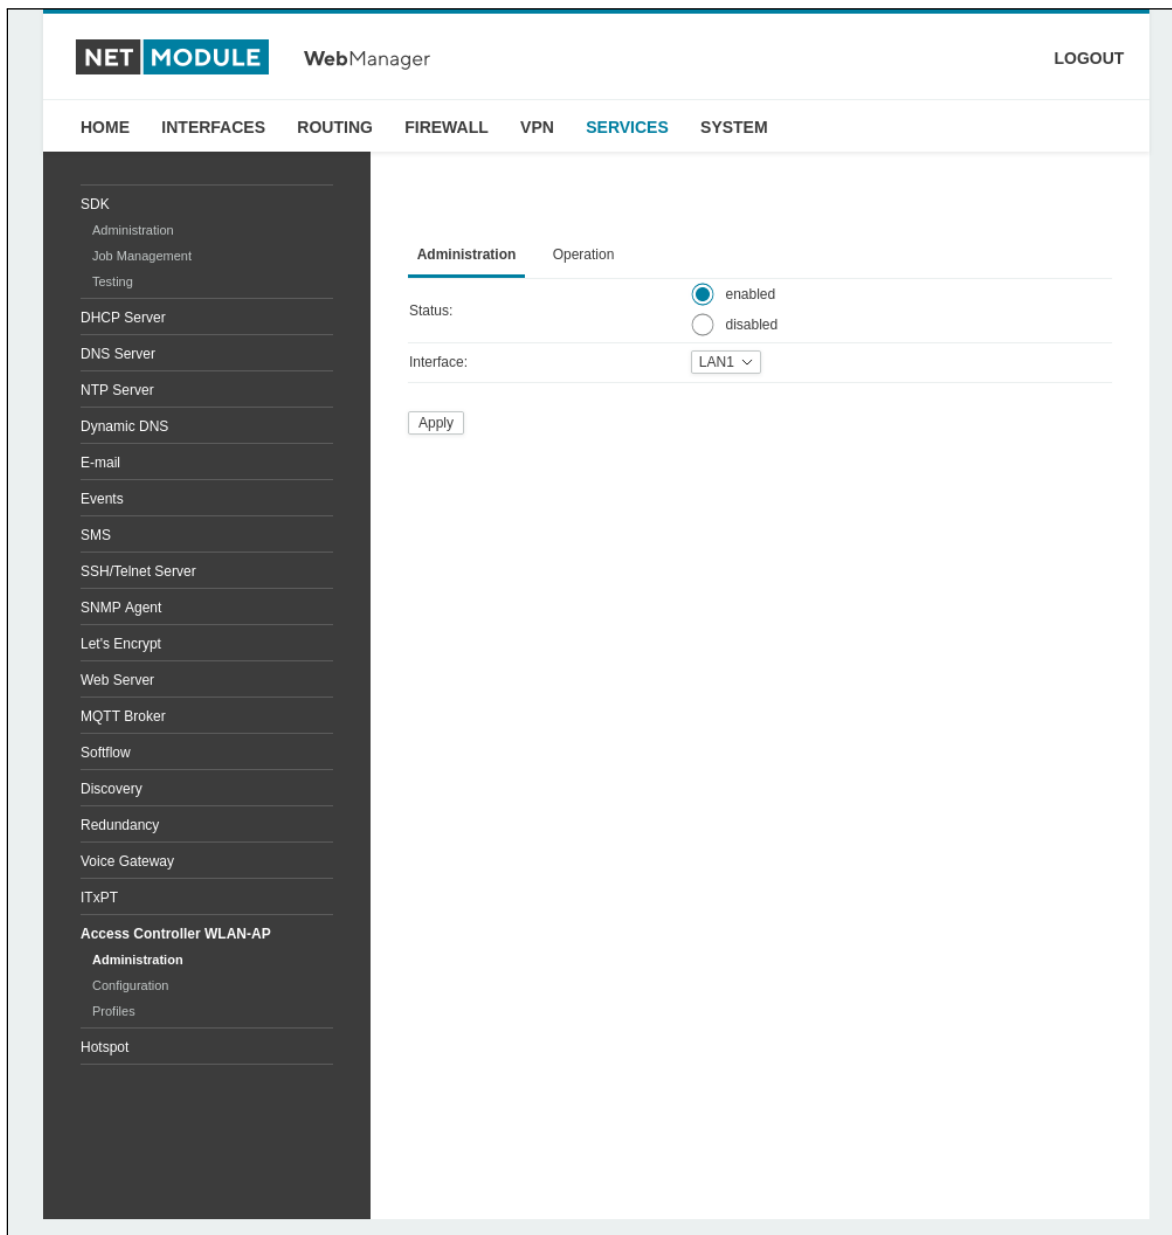 NET MODULE WebManager LOGOUT
HOME INTERFACES ROUTING FIREWALL VPN SERVICES SYSTEM
SDK
Administration
Job Management
Testing
DHCP Server
DNS Server
NTP Server
Dynamic DNS
E-mail
Events
SMS
SSH/Telnet Server
SNMP Agent
Let's Encrypt
Web Server
MQTT Broker
Softflow
Discovery
Redundancy
Voice Gateway
ITxPT
Access Controller WLAN-AP
Administration
Configuration
Profiles
Hotspot
Administration Operation
Status:
enabled
disabled
Interface: LAN1
Apply